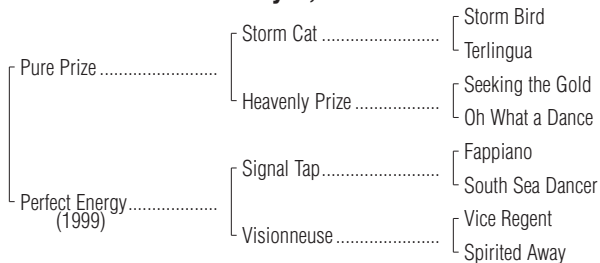 Storm Bird
Storm Cat ........................
Terlingua
Pure Prize ........................
Seeking the Gold
Heavenly Prize .................
Oh What a Dance
Fappiano
Signal Tap........................
South Sea Dancer
Perfect Energy..................
(1999)
Vice Regent
Visionneuse .....................
Spirited Away